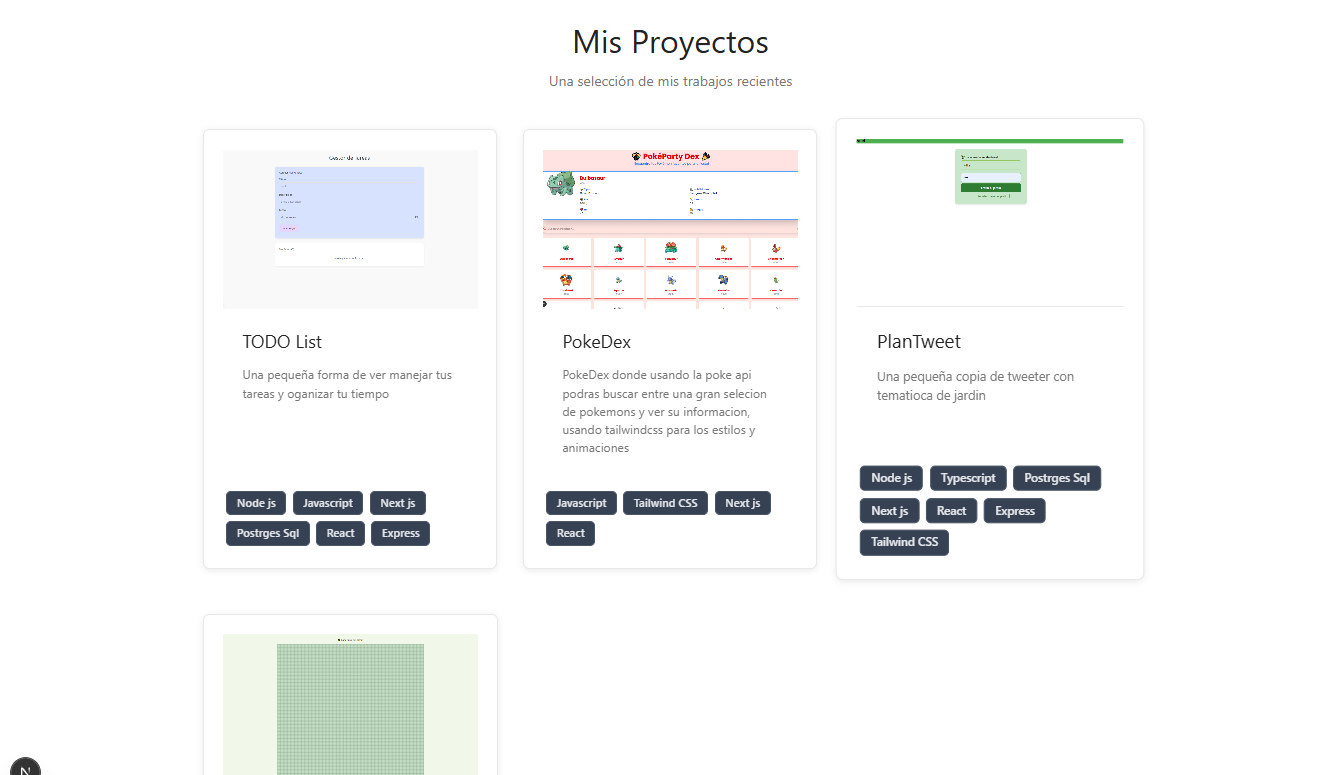 Mis Proyectos
Una selección de mis trabajos recientes
Gestor de Tareas
TODO List
Una pequeña forma de ver manejar tus
tareas y oganizar tu tiempo
Node js
Javascript
Next js
Postrges Sql
React
Express
PokéParty Dex
Bulbasaur
PokeDex
PokeDex donde usando la poke api
podras buscar entre una gran selecion
de pokemons y ver su informacion,
usando tailwindcss para los estilos y
animaciones
Javascript
Tailwind CSS
Next js
React
PlanTweet
Una pequeña copia de tweeter con
tematioca de jardin
Node js
Typescript
Postrges Sql
Next js
React
Express
Tailwind CSS
N